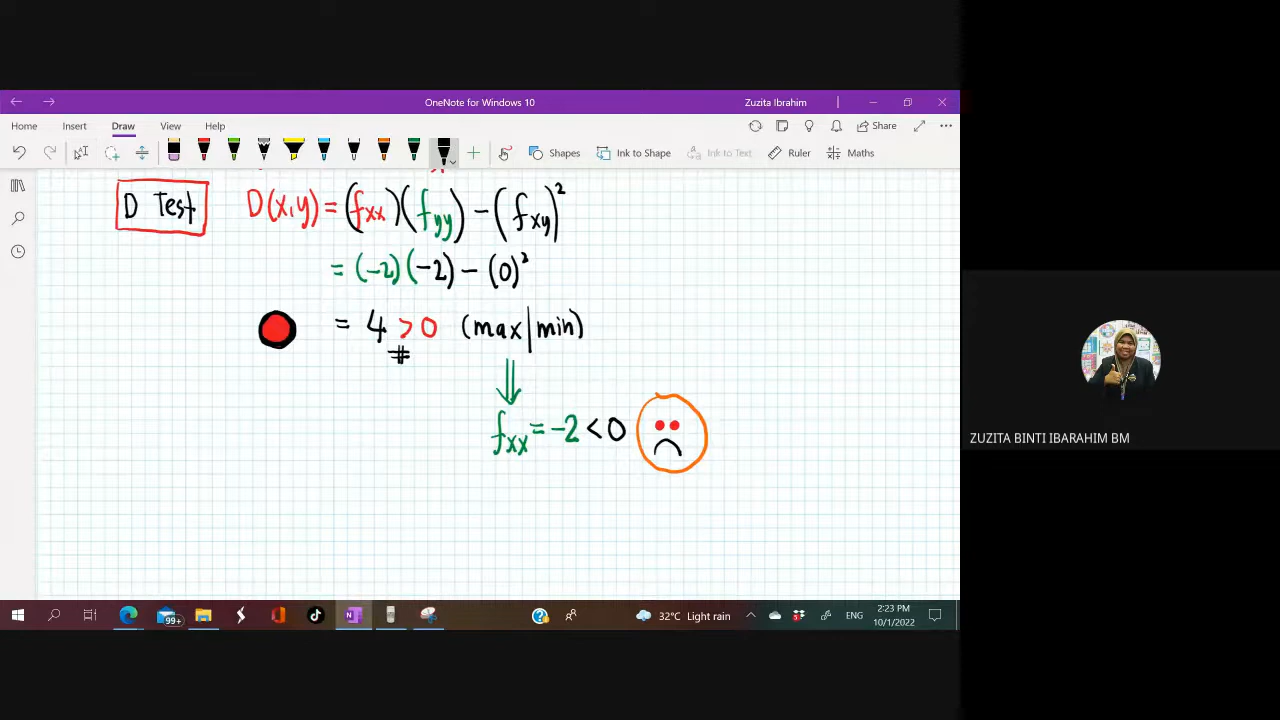 OneNote for Windows 10
Zuzita Ibrahim
Home Insert Draw View Help
Share
Shapes Ink to Shape Ink to Text Ruler Maths
D Test
D(x,y) = (fxx)(fyy) - (fxy)²
= (-2)(-2) - (0)²
= 4 > 0 (max|min)
⇓
fxx = -2 < 0
ZUZITA BINTI IBARAHIM BM
99+
32°C Light rain
ENG
2:23 PM
10/1/2022